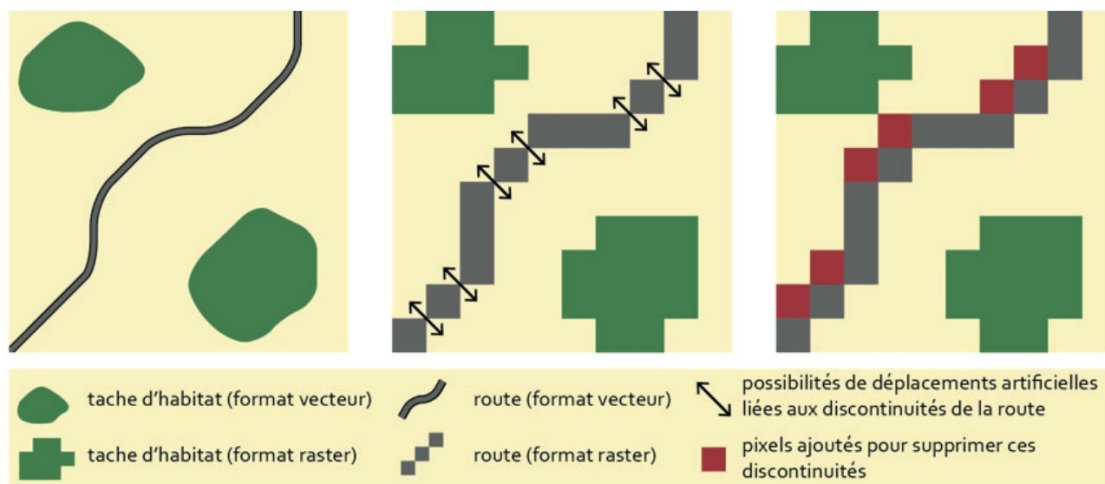 tache d'habitat (format vecteur)
route (format vecteur)
possibilités de déplacements artificielles
liées aux discontinuités de la route
tache d'habitat (format raster)
route (format raster)
pixels ajoutés pour supprimer ces
discontinuités